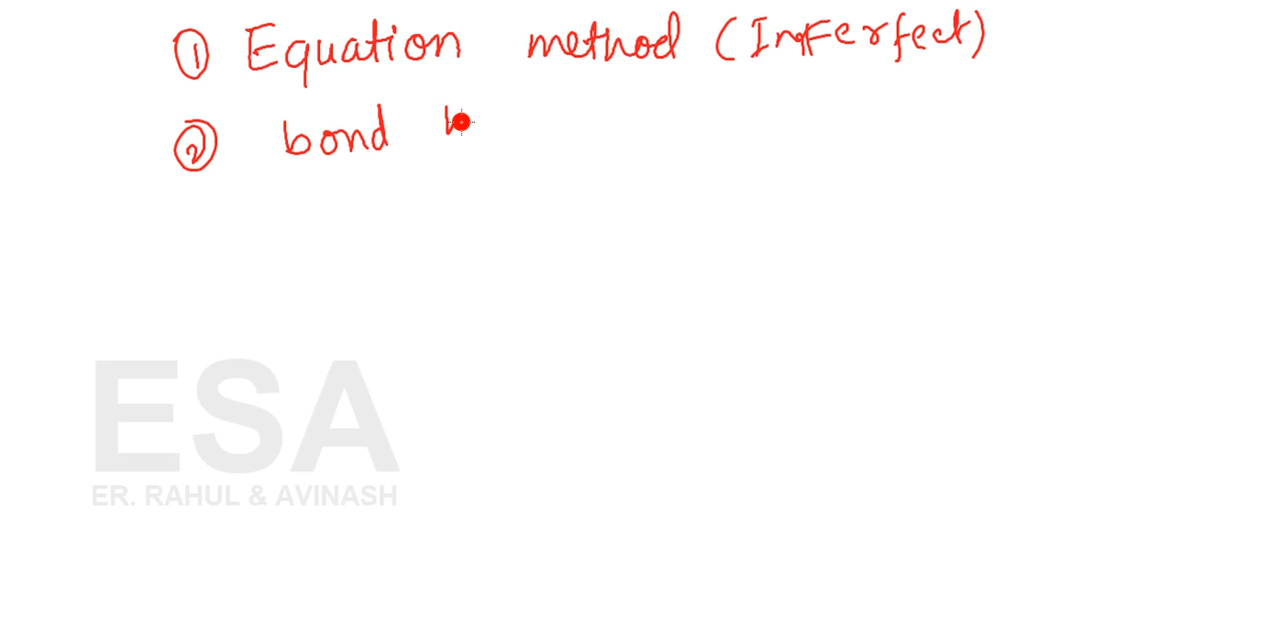 ① Equation method (Imperfect)
② bond
ESA
ER. RAHUL & AVINASH